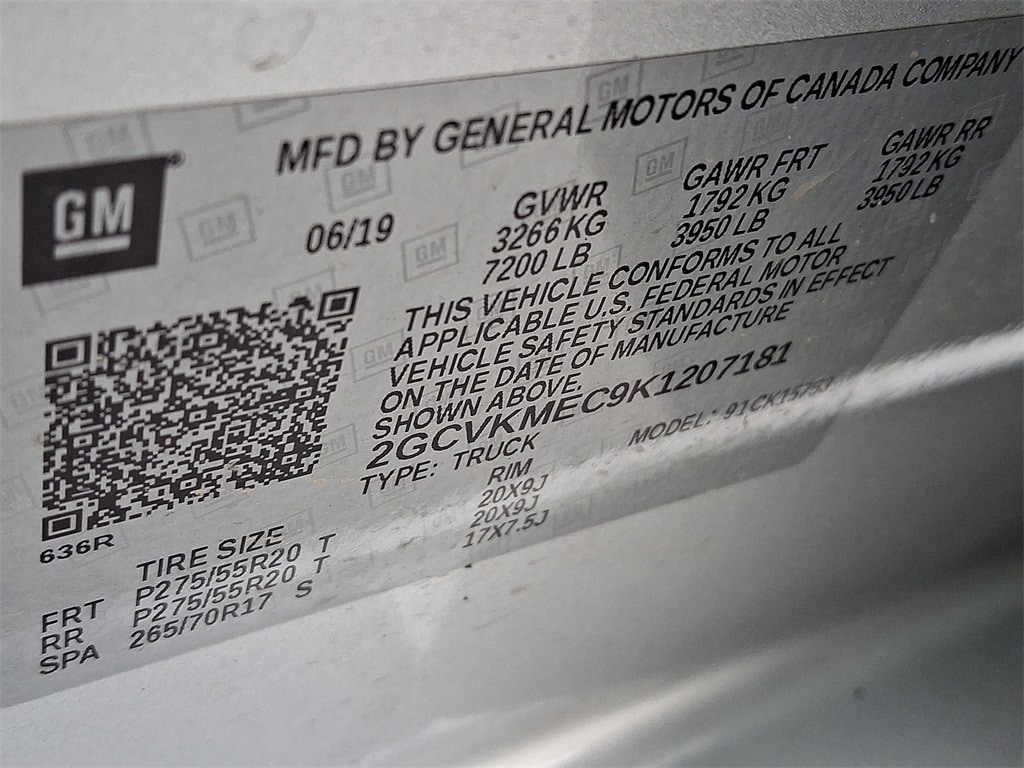 MFD BY GENERAL MOTORS OF CANADA COMPANY
GM
06/19
GVWR
3266 KG
7200 LB
GAWR FRT
1792 KG
3950 LB
GAWR RR
1792 KG
3950 LB
THIS VEHICLE CONFORMS TO ALL
APPLICABLE U.S. FEDERAL MOTOR
VEHICLE SAFETY STANDARDS IN EFFECT
ON THE DATE OF MANUFACTURE
SHOWN ABOVE.
2GCVKMEC9K1207181
TYPE: TRUCK
MODEL:
636R
TIRE SIZE RIM
FRT P275/55R20 T 20X9J
RR P275/55R20 T 20X9J
SPA 265/70R17 S 17X7.5J